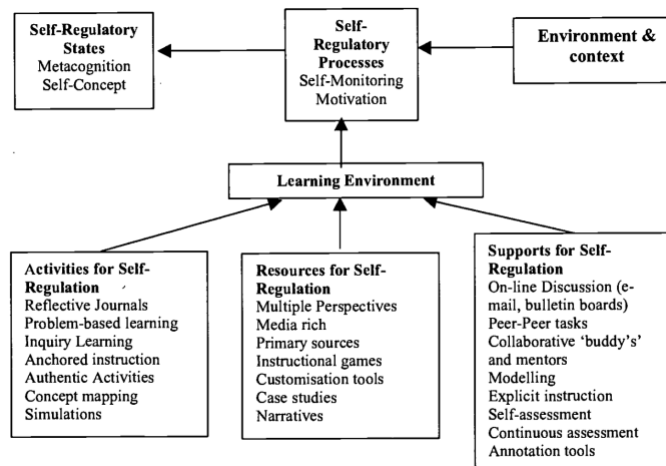 Self-Regulatory
States
Metacognition
Self-Concept
Self-
Regulatory
Processes
Self-Monitoring
Motivation
Environment &
context
Learning Environment
Activities for Self-
Regulation
Reflective Journals
Problem-based learning
Inquiry Learning
Anchored instruction
Authentic Activities
Concept mapping
Simulations
Resources for Self-
Regulation
Multiple Perspectives
Media rich
Primary sources
Instructional games
Customisation tools
Case studies
Narratives
Supports for Self-
Regulation
On-line Discussion (e-
mail, bulletin boards)
Peer-Peer tasks
Collaborative ‘buddy’s’
and mentors
Modelling
Explicit instruction
Self-assessment
Continuous assessment
Annotation tools